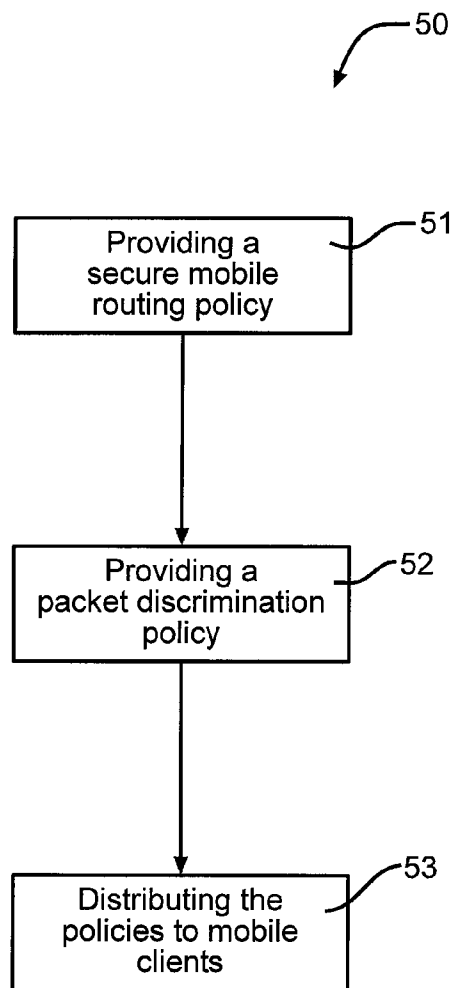 50
Providing a
secure mobile
routing policy
51
Providing a
packet discrimination
policy
52
Distributing the
policies to mobile
clients
53